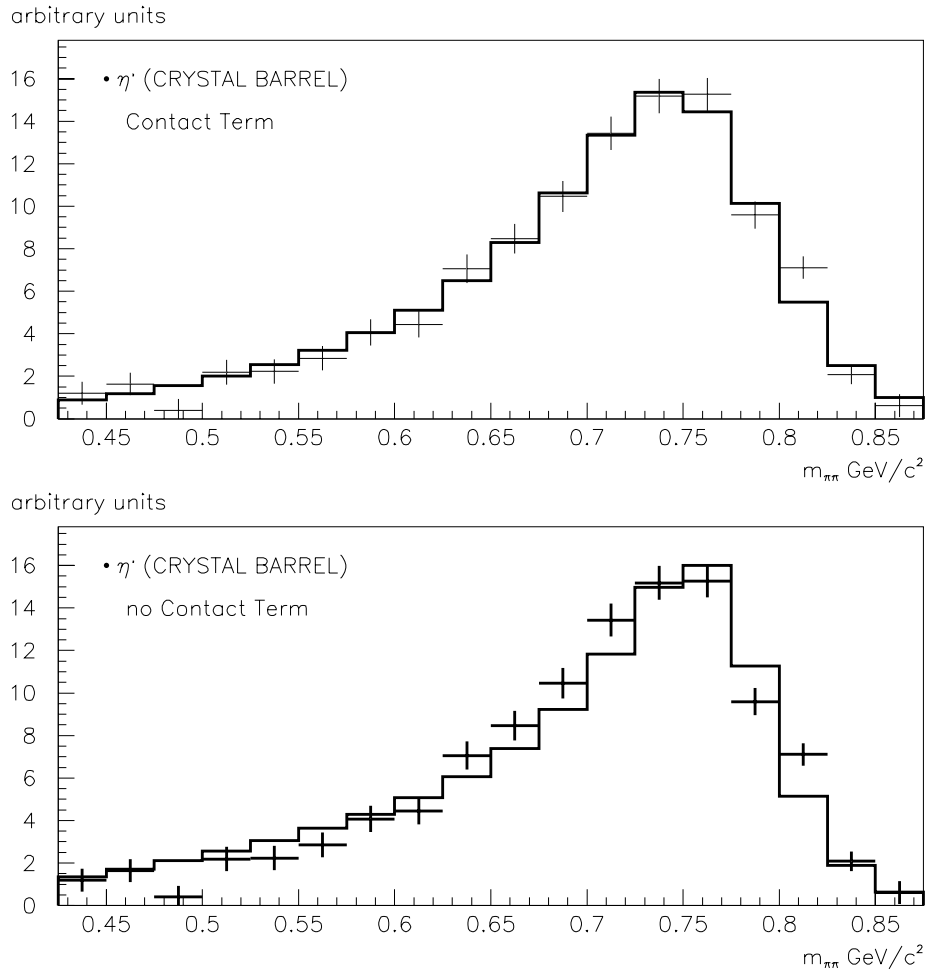 arbitrary units
16
14
12
10
8
6
4
2
0
• η' (CRYSTAL BARREL)
Contact Term
0.45 0.5 0.55 0.6 0.65 0.7 0.75 0.8 0.85
m_ππ GeV/c²
arbitrary units
16
14
12
10
8
6
4
2
0
• η' (CRYSTAL BARREL)
no Contact Term
0.45 0.5 0.55 0.6 0.65 0.7 0.75 0.8 0.85
m_ππ GeV/c²